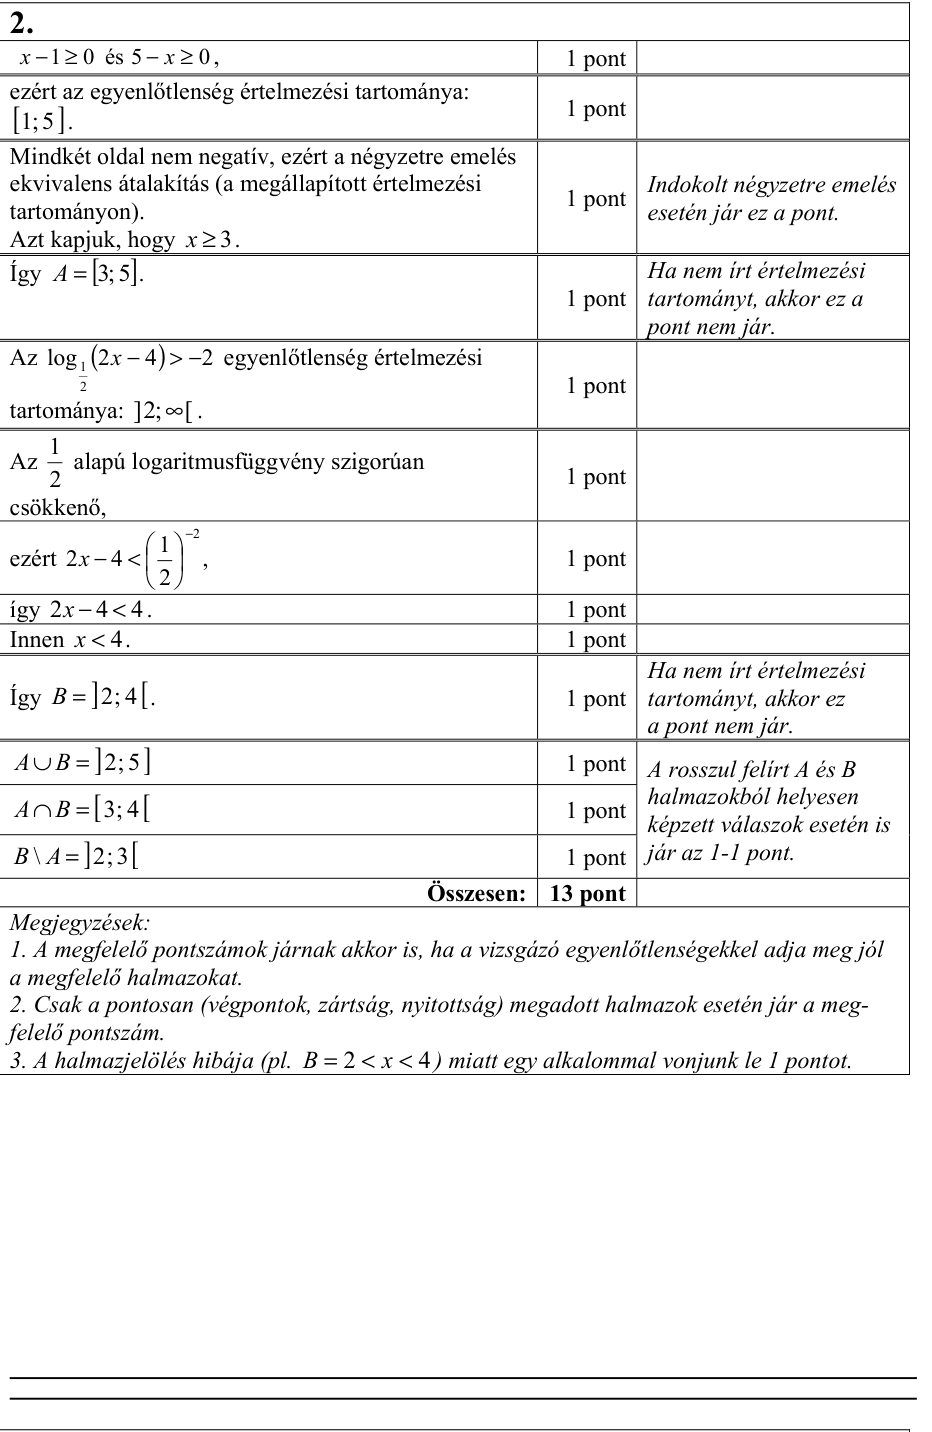 2.
x − 1 ≥ 0 és 5 − x ≥ 0,
1 pont
ezért az egyenlőtlenség értelmezési tartománya:
[1; 5].
1 pont
Mindkét oldal nem negatív, ezért a négyzetre emelés
ekvivalens átalakítás (a megállapított értelmezési
tartományon).
Azt kapjuk, hogy x ≥ 3.
1 pont
Indokolt négyzetre emelés
esetén jár ez a pont.
Így A = [3; 5].
1 pont
Ha nem írt értelmezési
tartományt, akkor ez a
pont nem jár.
Az log_{1/2}(2x − 4) > −2 egyenlőtlenség értelmezési
tartománya: ]2; ∞[.
1 pont
Az 1/2 alapú logaritmusfüggvény szigorúan
csökkenő,
1 pont
ezért 2x − 4 < (1/2)^{−2},
1 pont
így 2x − 4 < 4.
1 pont
Innen x < 4.
1 pont
Így B = ]2; 4[.
1 pont
Ha nem írt értelmezési
tartományt, akkor ez
a pont nem jár.
A ∪ B = ]2; 5]
1 pont
A ∩ B = [3; 4[
1 pont
B \ A = ]2; 3[
1 pont
A rosszul felírt A és B
halmazokból helyesen
képzett válaszok esetén is
jár az 1-1 pont.
Összesen: 13 pont
Megjegyzések:
1. A megfelelő pontszámok járnak akkor is, ha a vizsgázó egyenlőtlenségekkel adja meg jól
a megfelelő halmazokat.
2. Csak a pontosan (végpontok, zártság, nyitottság) megadott halmazok esetén jár a meg-
felelő pontszám.
3. A halmazjelölés hibája (pl. B = 2 < x < 4) miatt egy alkalommal vonjunk le 1 pontot.